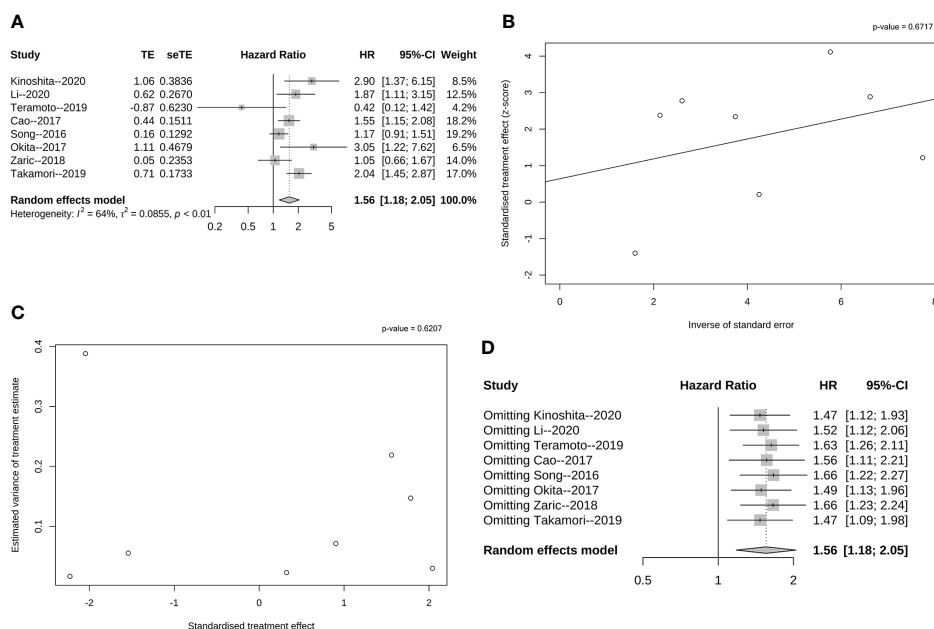 A
Study TE seTE Hazard Ratio HR 95%-CI Weight
Kinoshita--2020 1.06 0.3836 2.90 [1.37; 6.15] 8.5%
Li--2020 0.62 0.2670 1.87 [1.11; 3.15] 12.5%
Teramoto--2019 -0.87 0.6230 0.42 [0.12; 1.42] 4.2%
Cao--2017 0.44 0.1511 1.55 [1.15; 2.08] 18.2%
Song--2016 0.16 0.1292 1.17 [0.91; 1.51] 19.2%
Okita--2017 1.11 0.4679 3.05 [1.22; 7.62] 6.5%
Zaric--2018 0.05 0.2353 1.05 [0.66; 1.67] 14.0%
Takamori--2019 0.71 0.1733 2.04 [1.45; 2.87] 17.0%
Random effects model 1.56 [1.18; 2.05] 100.0%
Heterogeneity: I² = 64%, τ² = 0.0855, p < 0.01
0.2 0.5 1 2 5
B
p-value = 0.6717
Standardised treatment effect (z-score)
4
3
2
1
0
-1
-2
0 2 4 6 8
Inverse of standard error
C
p-value = 0.6207
Estimated variance of treatment estimate
0.4
0.3
0.2
0.1
-2 -1 0 1 2
Standardised treatment effect
D
Study Hazard Ratio HR 95%-CI
Omitting Kinoshita--2020 1.47 [1.12; 1.93]
Omitting Li--2020 1.52 [1.12; 2.06]
Omitting Teramoto--2019 1.63 [1.26; 2.11]
Omitting Cao--2017 1.56 [1.11; 2.21]
Omitting Song--2016 1.66 [1.22; 2.27]
Omitting Okita--2017 1.49 [1.13; 1.96]
Omitting Zaric--2018 1.66 [1.23; 2.24]
Omitting Takamori--2019 1.47 [1.09; 1.98]
Random effects model 1.56 [1.18; 2.05]
0.5 1 2